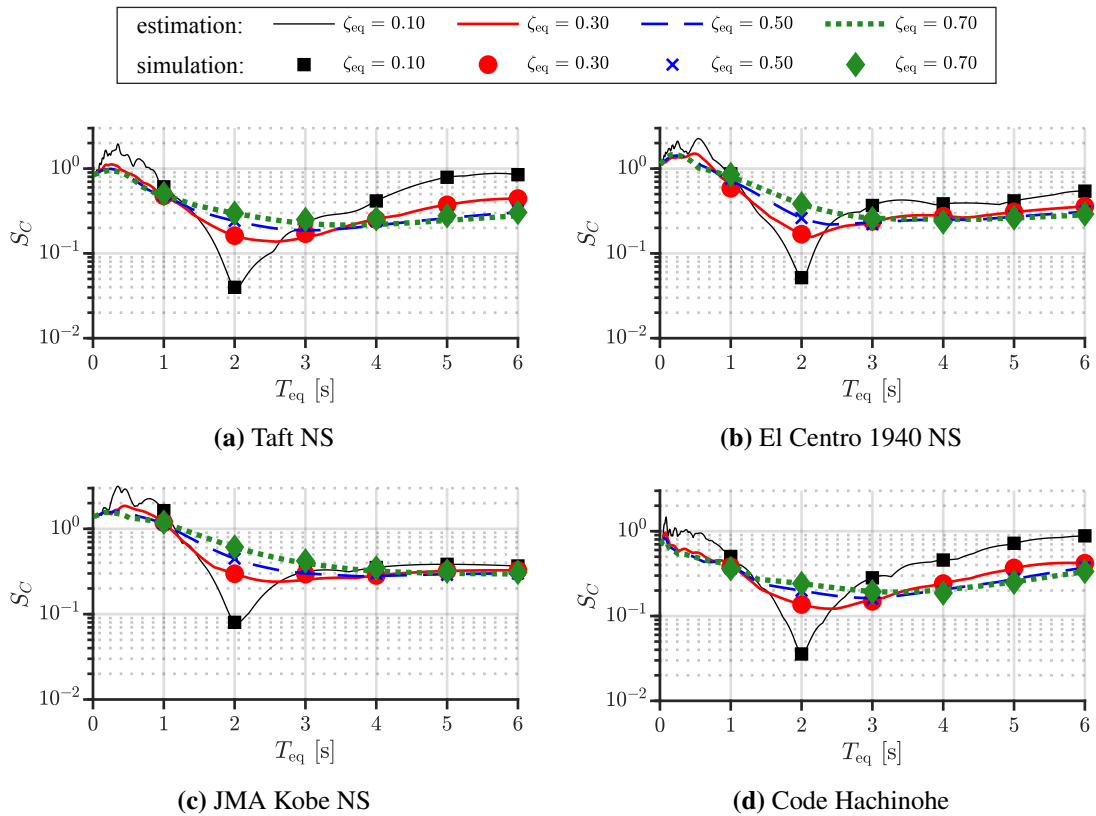 estimation: ζeq = 0.10 ζeq = 0.30 ζeq = 0.50 ζeq = 0.70
simulation: ζeq = 0.10 ζeq = 0.30 ζeq = 0.50 ζeq = 0.70
10^0
10^-1
10^-2
S_C
0 1 2 3 4 5 6
T_eq [s]
(a) Taft NS
10^0
10^-1
10^-2
S_C
0 1 2 3 4 5 6
T_eq [s]
(b) El Centro 1940 NS
10^0
10^-1
10^-2
S_C
0 1 2 3 4 5 6
T_eq [s]
(c) JMA Kobe NS
10^0
10^-1
10^-2
S_C
0 1 2 3 4 5 6
T_eq [s]
(d) Code Hachinohe